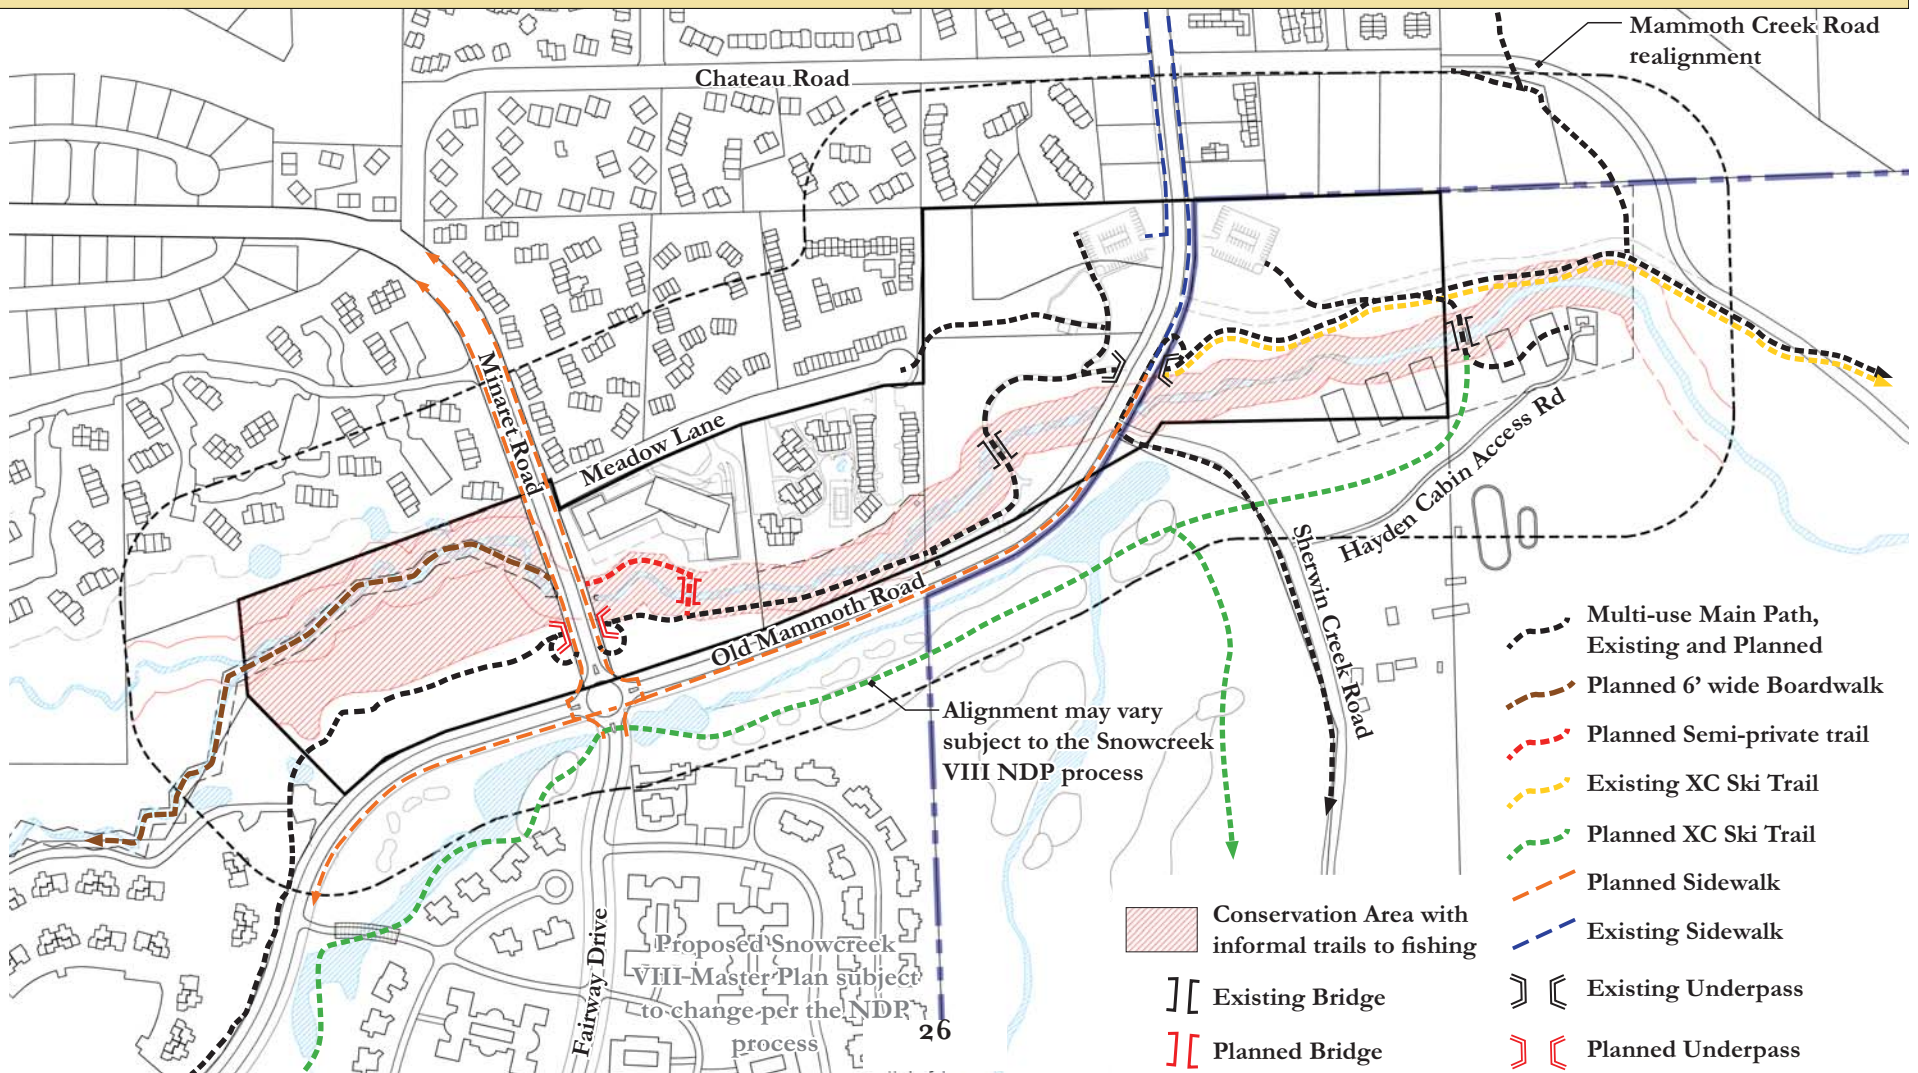 Mammoth Creek Road
realignment
Chateau Road
Minaret Road
Meadow Lane
Old Mammoth Road
Hayden Cabin Access Rd
Sherwin Creek Road
Alignment may vary
subject to the Snowcreek
VIII NDP process
Fairway Drive
Proposed Snowcreek
VIII-Master Plan subject
to change per the NDP
process
26
Multi-use Main Path,
Existing and Planned
Planned 6’ wide Boardwalk
Planned Semi-private trail
Existing XC Ski Trail
Planned XC Ski Trail
Planned Sidewalk
Existing Sidewalk
Existing Underpass
Planned Underpass
Conservation Area with
informal trails to fishing
Existing Bridge
Planned Bridge